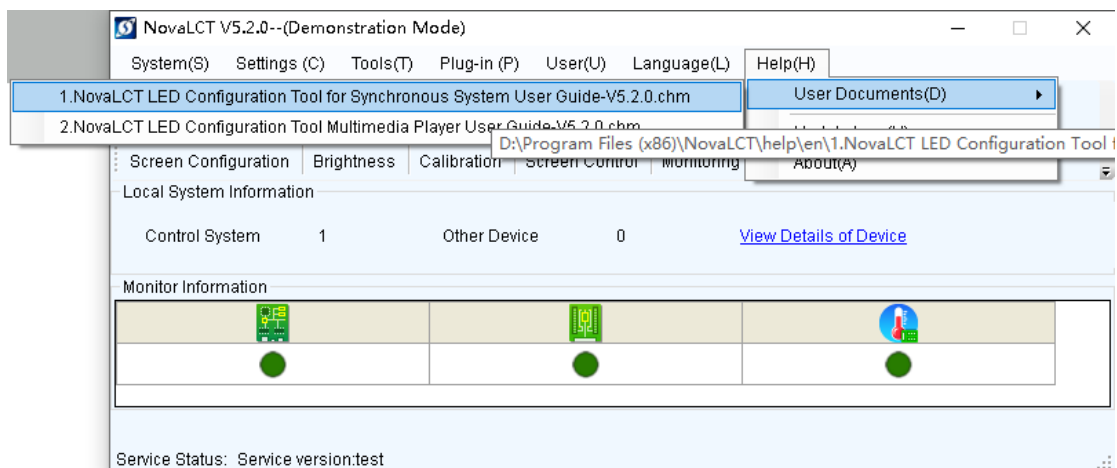 NovaLCT V5.2.0--(Demonstration Mode)
System(S) Settings (C) Tools(T) Plug-in (P) User(U) Language(L) Help(H)
1.NovaLCT LED Configuration Tool for Synchronous System User Guide-V5.2.0.chm
User Documents(D)
2.NovaLCT LED Configuration Tool Multimedia Player User Guide-V5.2.0.chm
D:\Program Files (x86)\NovaLCT\help\en\1.NovaLCT LED Configuration Tool f
Screen Configuration Brightness Calibration Screen Control Monitoring About(A)
Local System Information
Control System 1 Other Device 0 View Details of Device
Monitor Information
Service Status: Service version:test